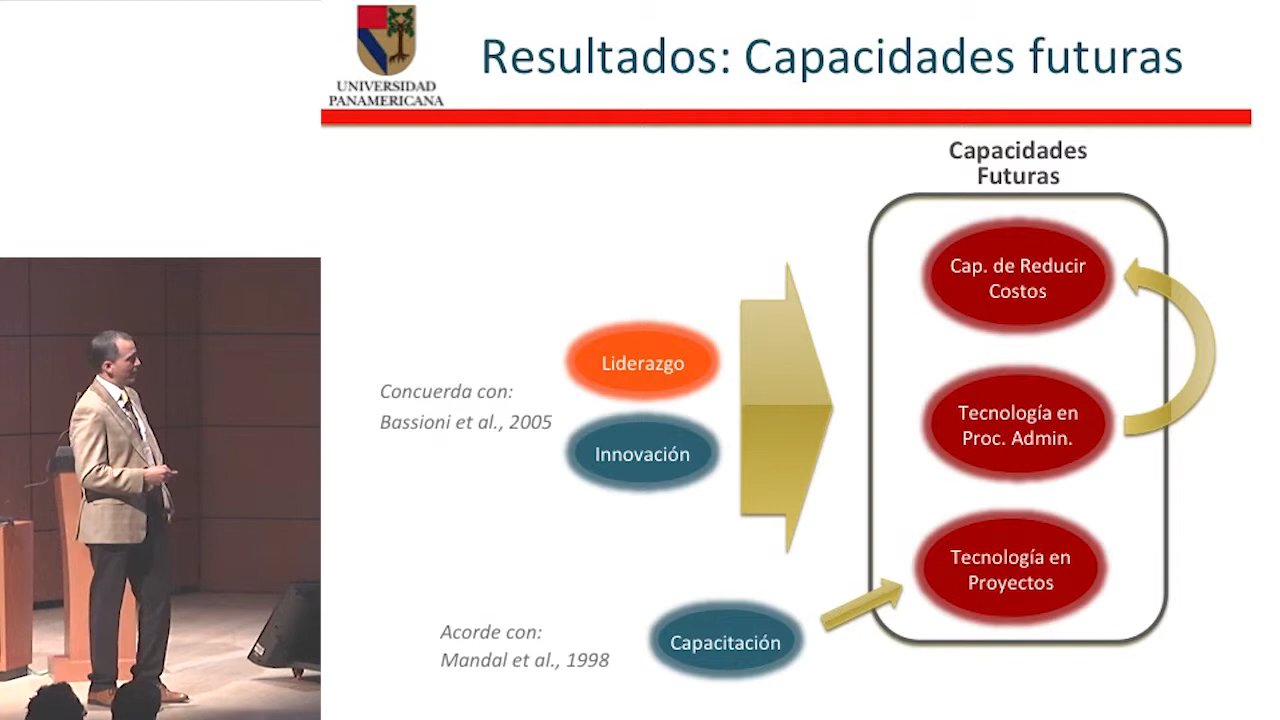 UNIVERSIDAD
PANAMERICANA
Resultados: Capacidades futuras
Capacidades
Futuras
Cap. de Reducir
Costos
Liderazgo
Concuerda con:
Bassioni et al., 2005
Innovación
Tecnología en
Proc. Admin.
Tecnología en
Proyectos
Acorde con:
Mandal et al., 1998
Capacitación